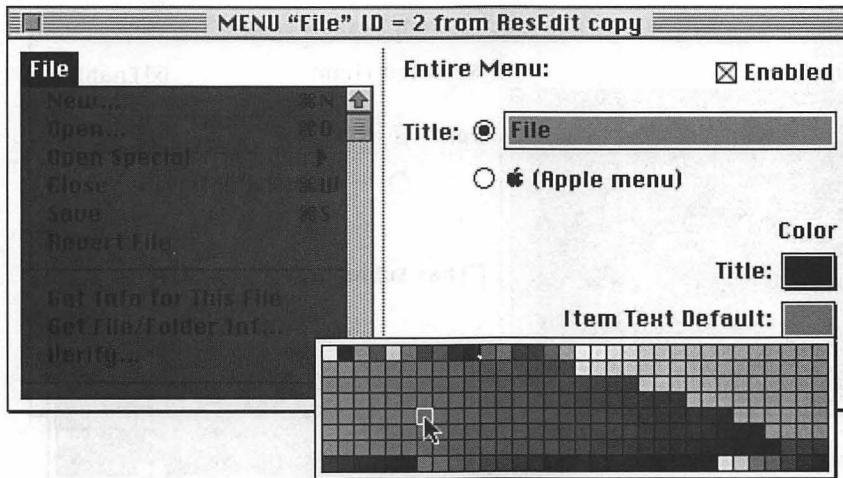 MENU “File” ID = 2 from ResEdit copy
File
New... ⌘N
Open... ⌘O
Open Special
Close ⌘W
Save ⌘S
Revert File
Get Info for This File
Get File/Folder Inf...
Verify...
Entire Menu:
Enabled
Title: File
(Apple menu)
Color
Title:
Item Text Default: